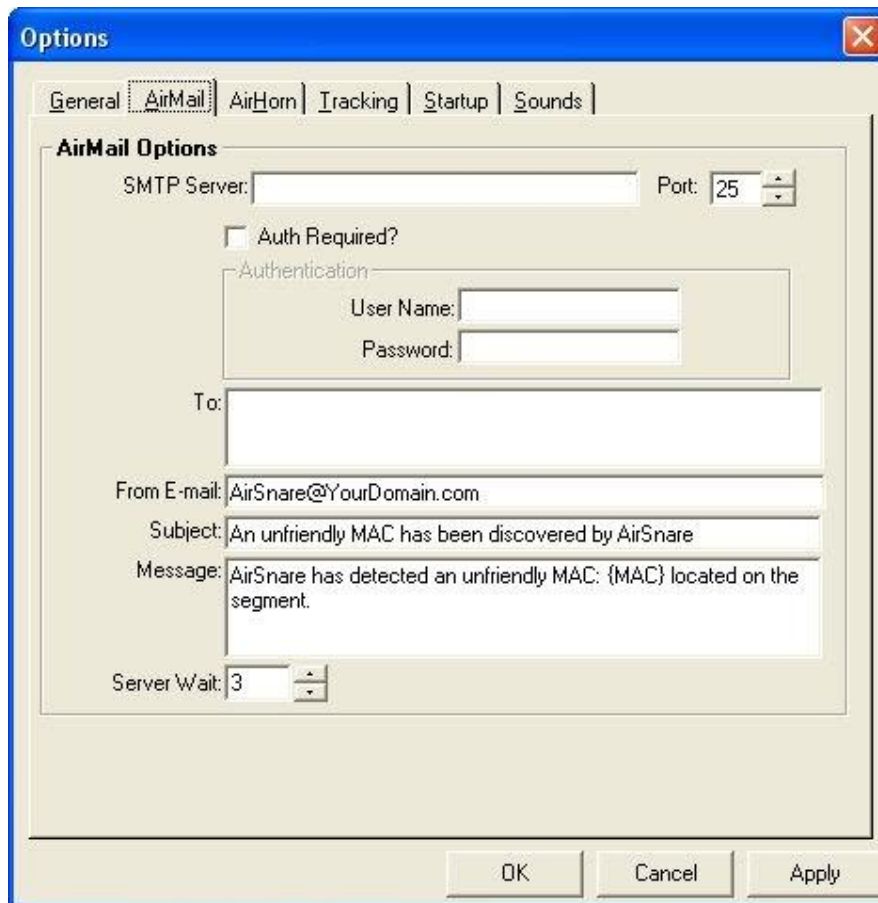 Options
General AirMail AirHorn Tracking Startup Sounds
AirMail Options
SMTP Server: Port: 25
Auth Required?
Authentication
User Name:
Password:
To:
From E-mail: AirSnare@YourDomain.com
Subject: An unfriendly MAC has been discovered by AirSnare
Message: AirSnare has detected an unfriendly MAC: {MAC} located on the
segment.
Server Wait: 3
OK Cancel Apply